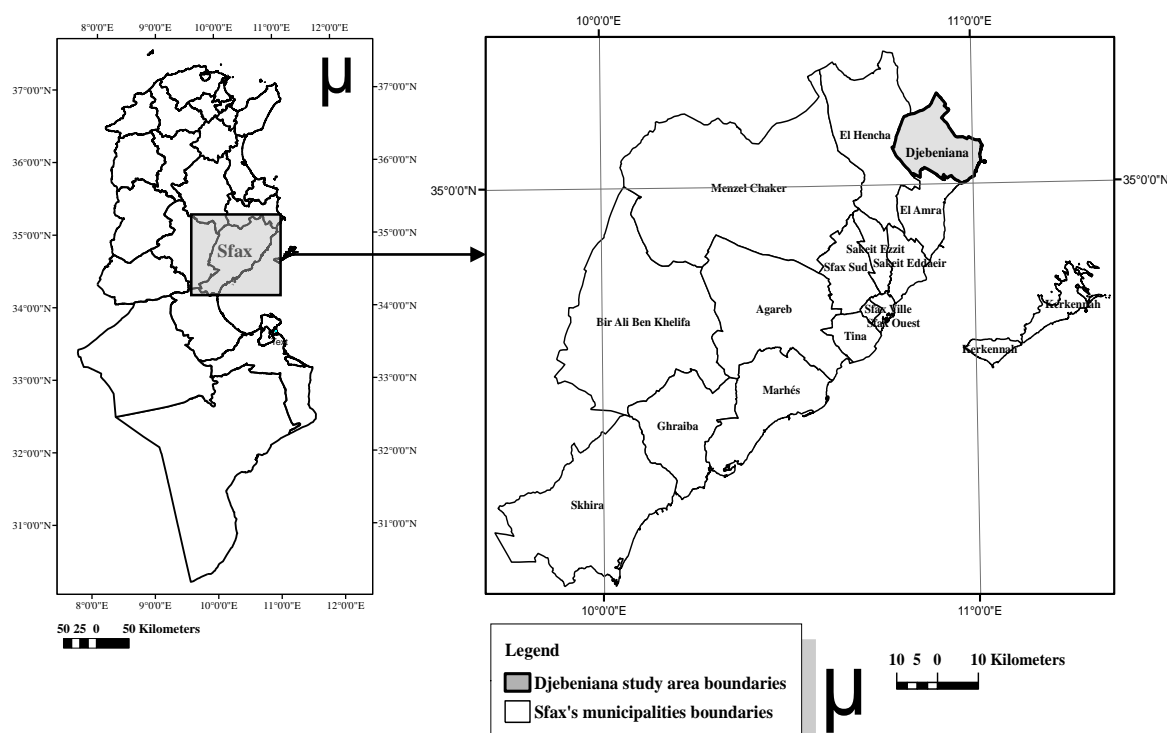 8°0'0"E 9°0'0"E 10°0'0"E 11°0'0"E 12°0'0"E
µ
37°0'0"N
36°0'0"N
35°0'0"N
34°0'0"N
33°0'0"N
32°0'0"N
31°0'0"N
37°0'0"N
36°0'0"N
35°0'0"N
34°0'0"N
33°0'0"N
32°0'0"N
31°0'0"N
Sfax
Text
8°0'0"E 9°0'0"E 10°0'0"E 11°0'0"E 12°0'0"E
50 25 0 50 Kilometers
10°0'0"E 11°0'0"E
35°0'0"N
35°0'0"N
El Hencha
Djebeniana
Menzel Chaker
El Amra
Sakeit Ezzit
Sfax Sud
Sakeit Eddaeir
Kerkennah
Agareb
Sfax Ville
Bir Ali Ben Khelifa
Sfax Ouest
Tina
Kerkennah
Marhés
Ghraiba
Skhira
10°0'0"E 11°0'0"E
Legend
Djebeniana study area boundaries
Sfax's municipalities boundaries
µ
10 5 0 10 Kilometers